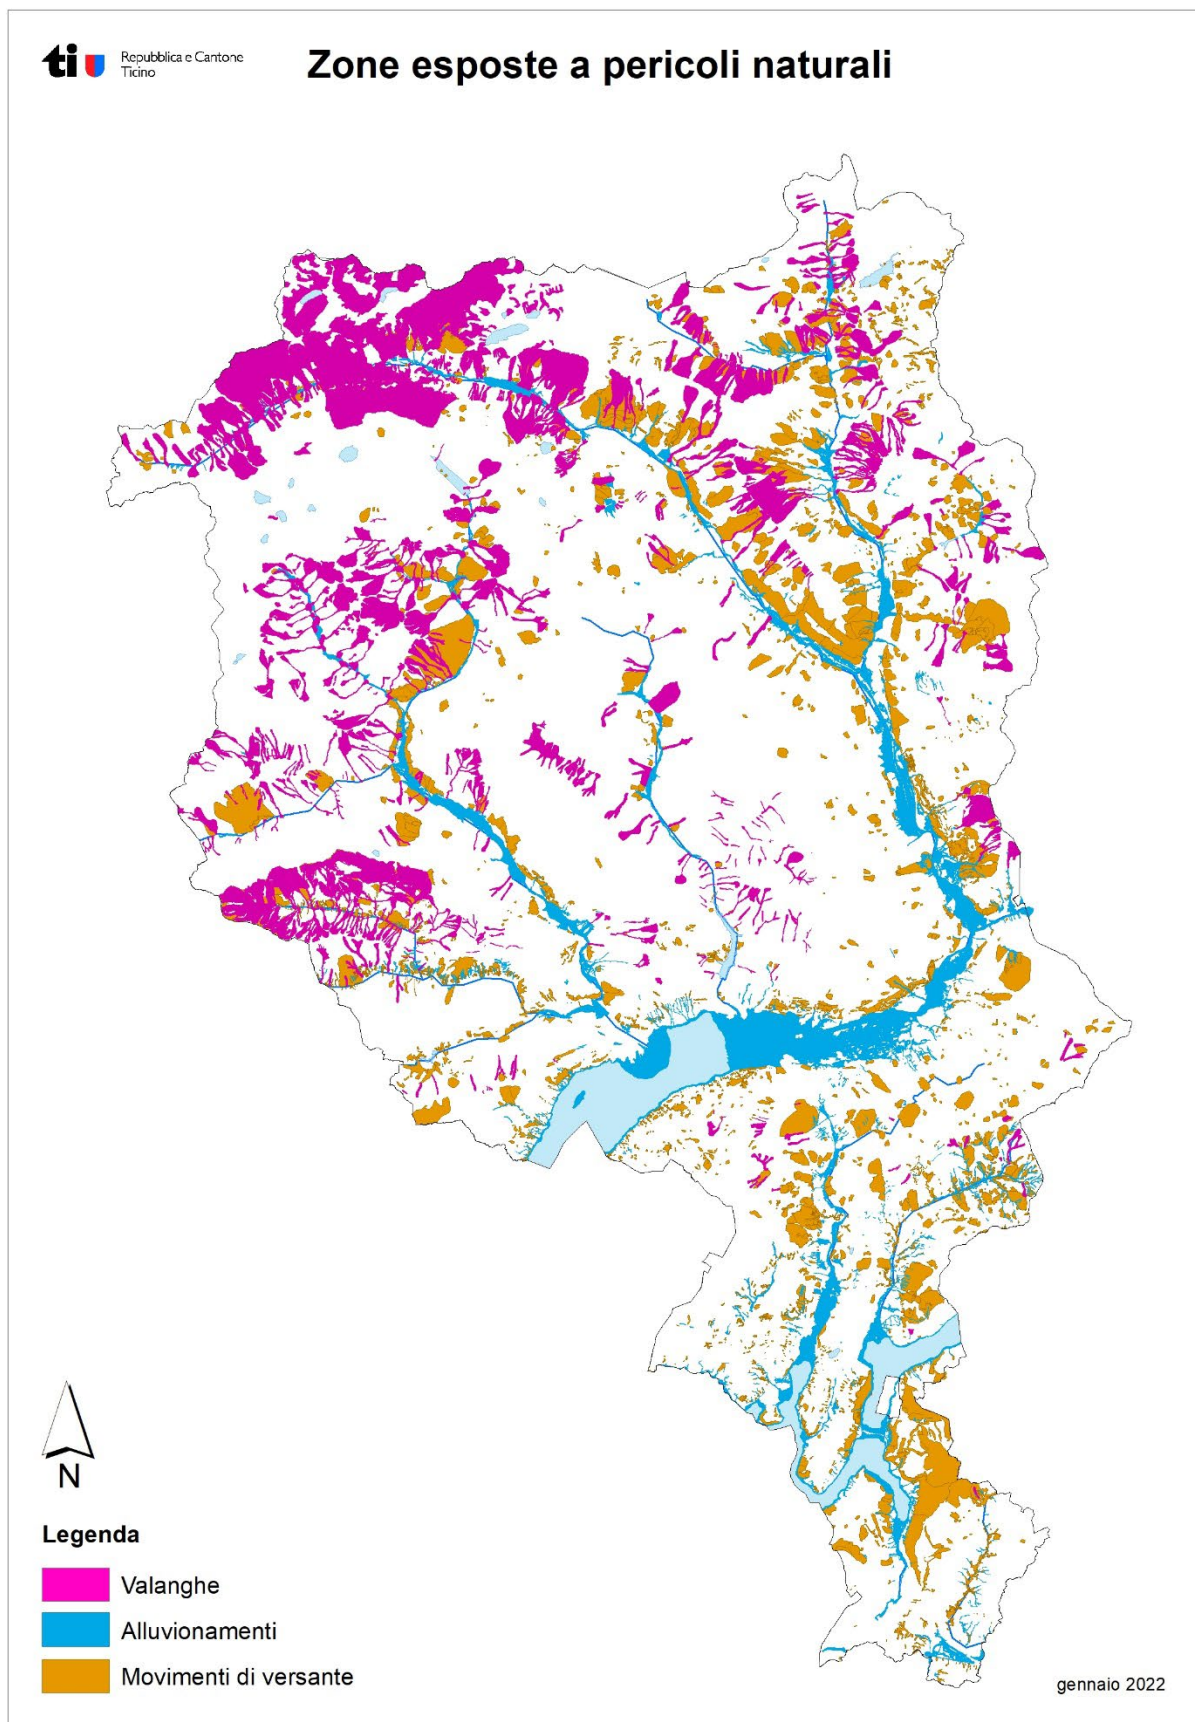 ti
Repubblica e Cantone
Ticino
Zone esposte a pericoli naturali
N
Legenda
Valanghe
Alluvionamenti
Movimenti di versante
gennaio 2022